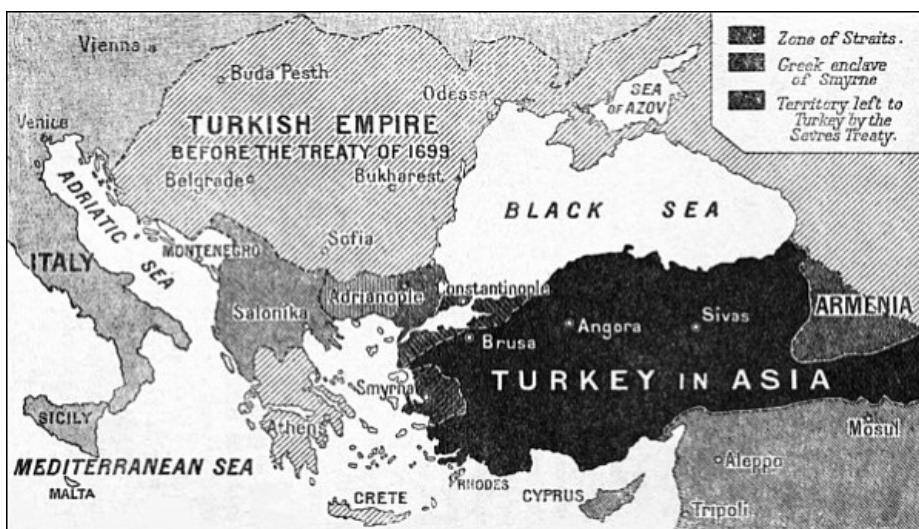 Vienna
Buda Pesth
Venice
TURKISH EMPIRE
BEFORE THE TREATY OF 1699
Belgrade
Bukharest
Odessa
SEA
OF AZOV
Zone of Straits.
Greek enclave
of Smyrne
Territory left to
Turkey by the
Sevres Treaty.
ADRIATIC
SEA
BLACK SEA
MONTENEGRO
Sofia
ITALY
Salonika
Adrianople
Constantinople
ARMENIA
Brusa
Angora
Sivas
TURKEY IN ASIA
Smyrna
Athens
SICILY
MEDITERRANEAN SEA
MALTA
CRETE
RHODES
CYPRUS
Aleppo
Mosul
Tripoli